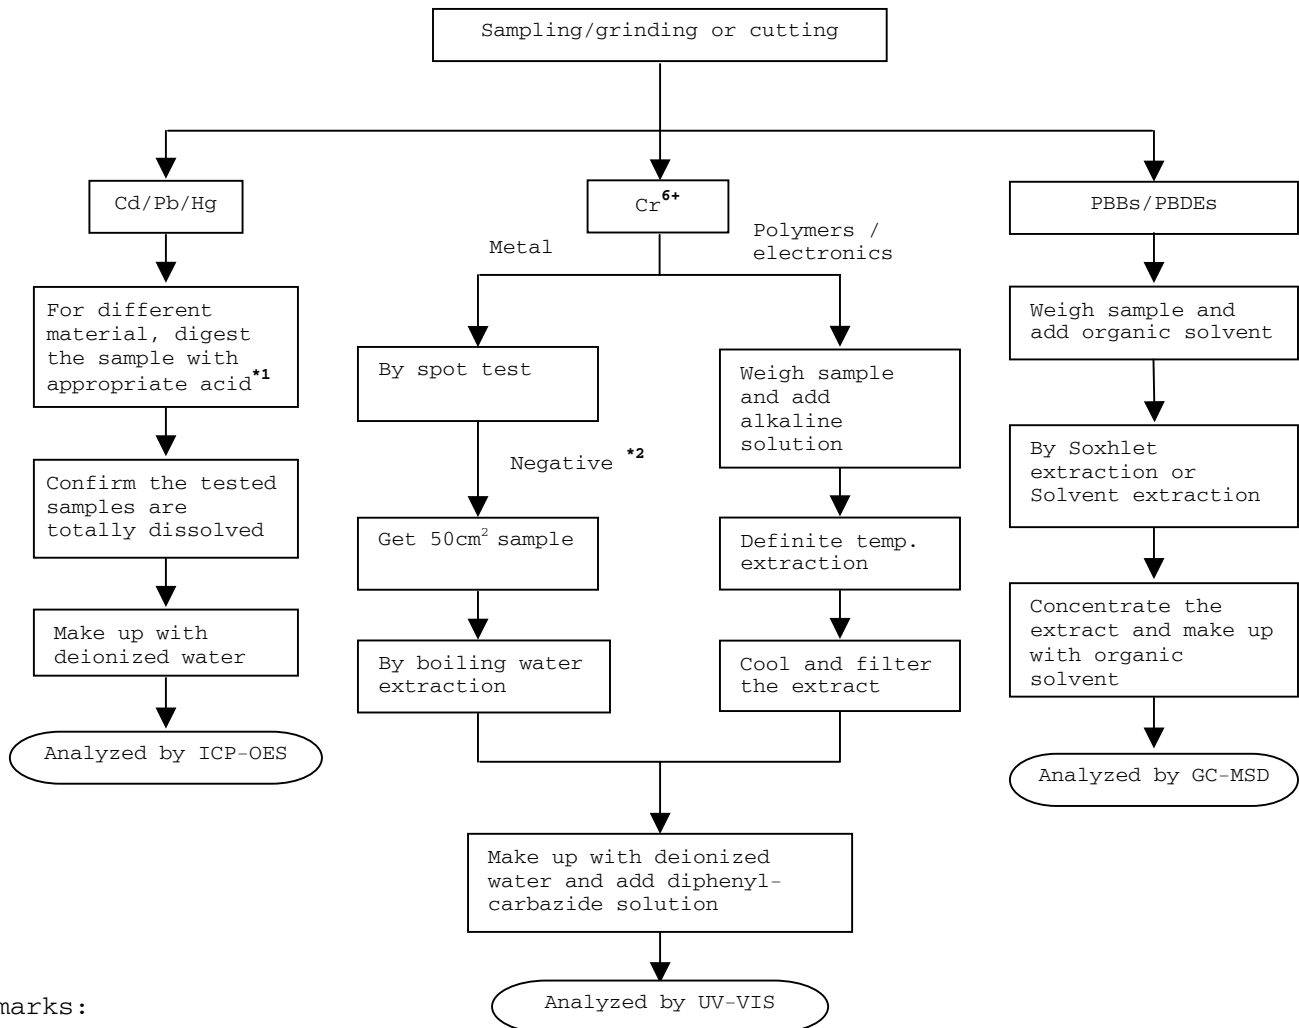 Sampling/grinding or cutting
Cd/Pb/Hg
For different
material, digest
the sample with
appropriate acid*1
Confirm the tested
samples are
totally dissolved
Make up with
deionized water
Analyzed by ICP-OES
Cr6+
Metal
Polymers /
electronics
By spot test
Negative *2
Get 50cm2 sample
By boiling water
extraction
Weigh sample
and add
alkaline
solution
Definite temp.
extraction
Cool and filter
the extract
Make up with deionized
water and add diphenyl-
carbazide solution
Analyzed by UV-VIS
PBBs/PBDEs
Weigh sample and
add organic solvent
By Soxhlet
extraction or
Solvent extraction
Concentrate the
extract and make up
with organic
solvent
Analyzed by GC-MSD
marks: